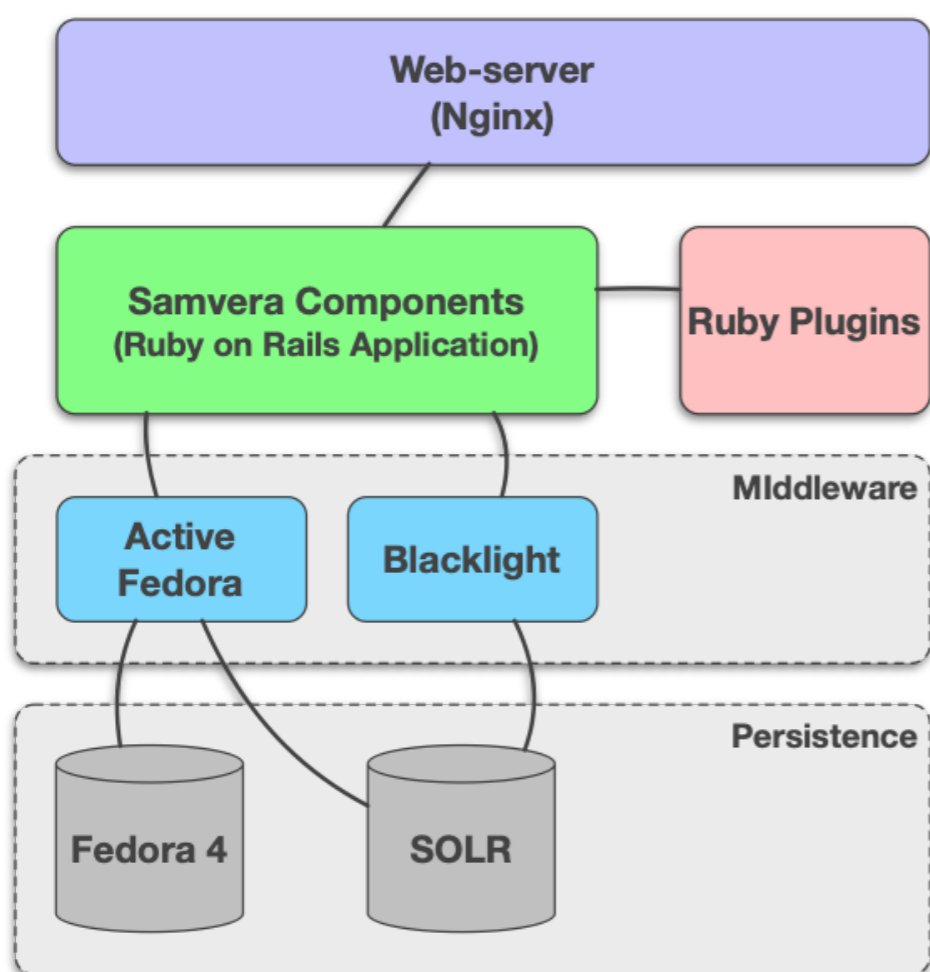 Web-server
(Nginx)
Samvera Components
(Ruby on Rails Application)
Ruby Plugins
MIddleware
Active
Fedora
Blacklight
Persistence
Fedora 4
SOLR